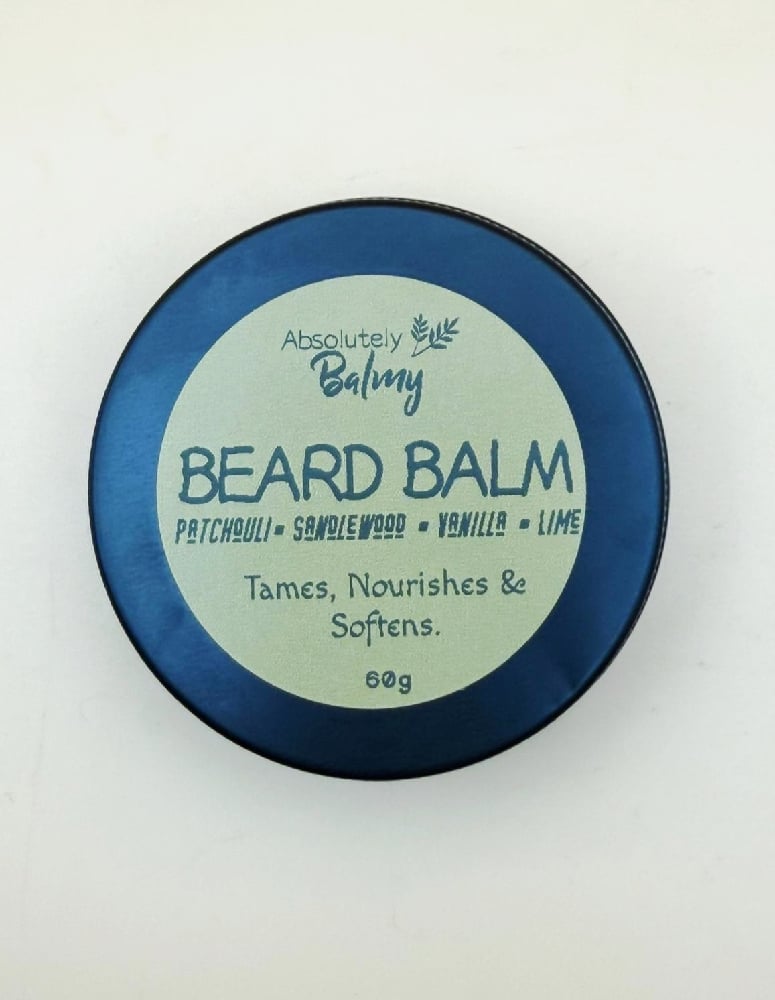 Absolutely
Balmy
BEARD BALM
PATCHOULI▪ SANDLEWOOD ▪ VANILLA ▪ LIME
Tames, Nourishes &
Softens.
60g